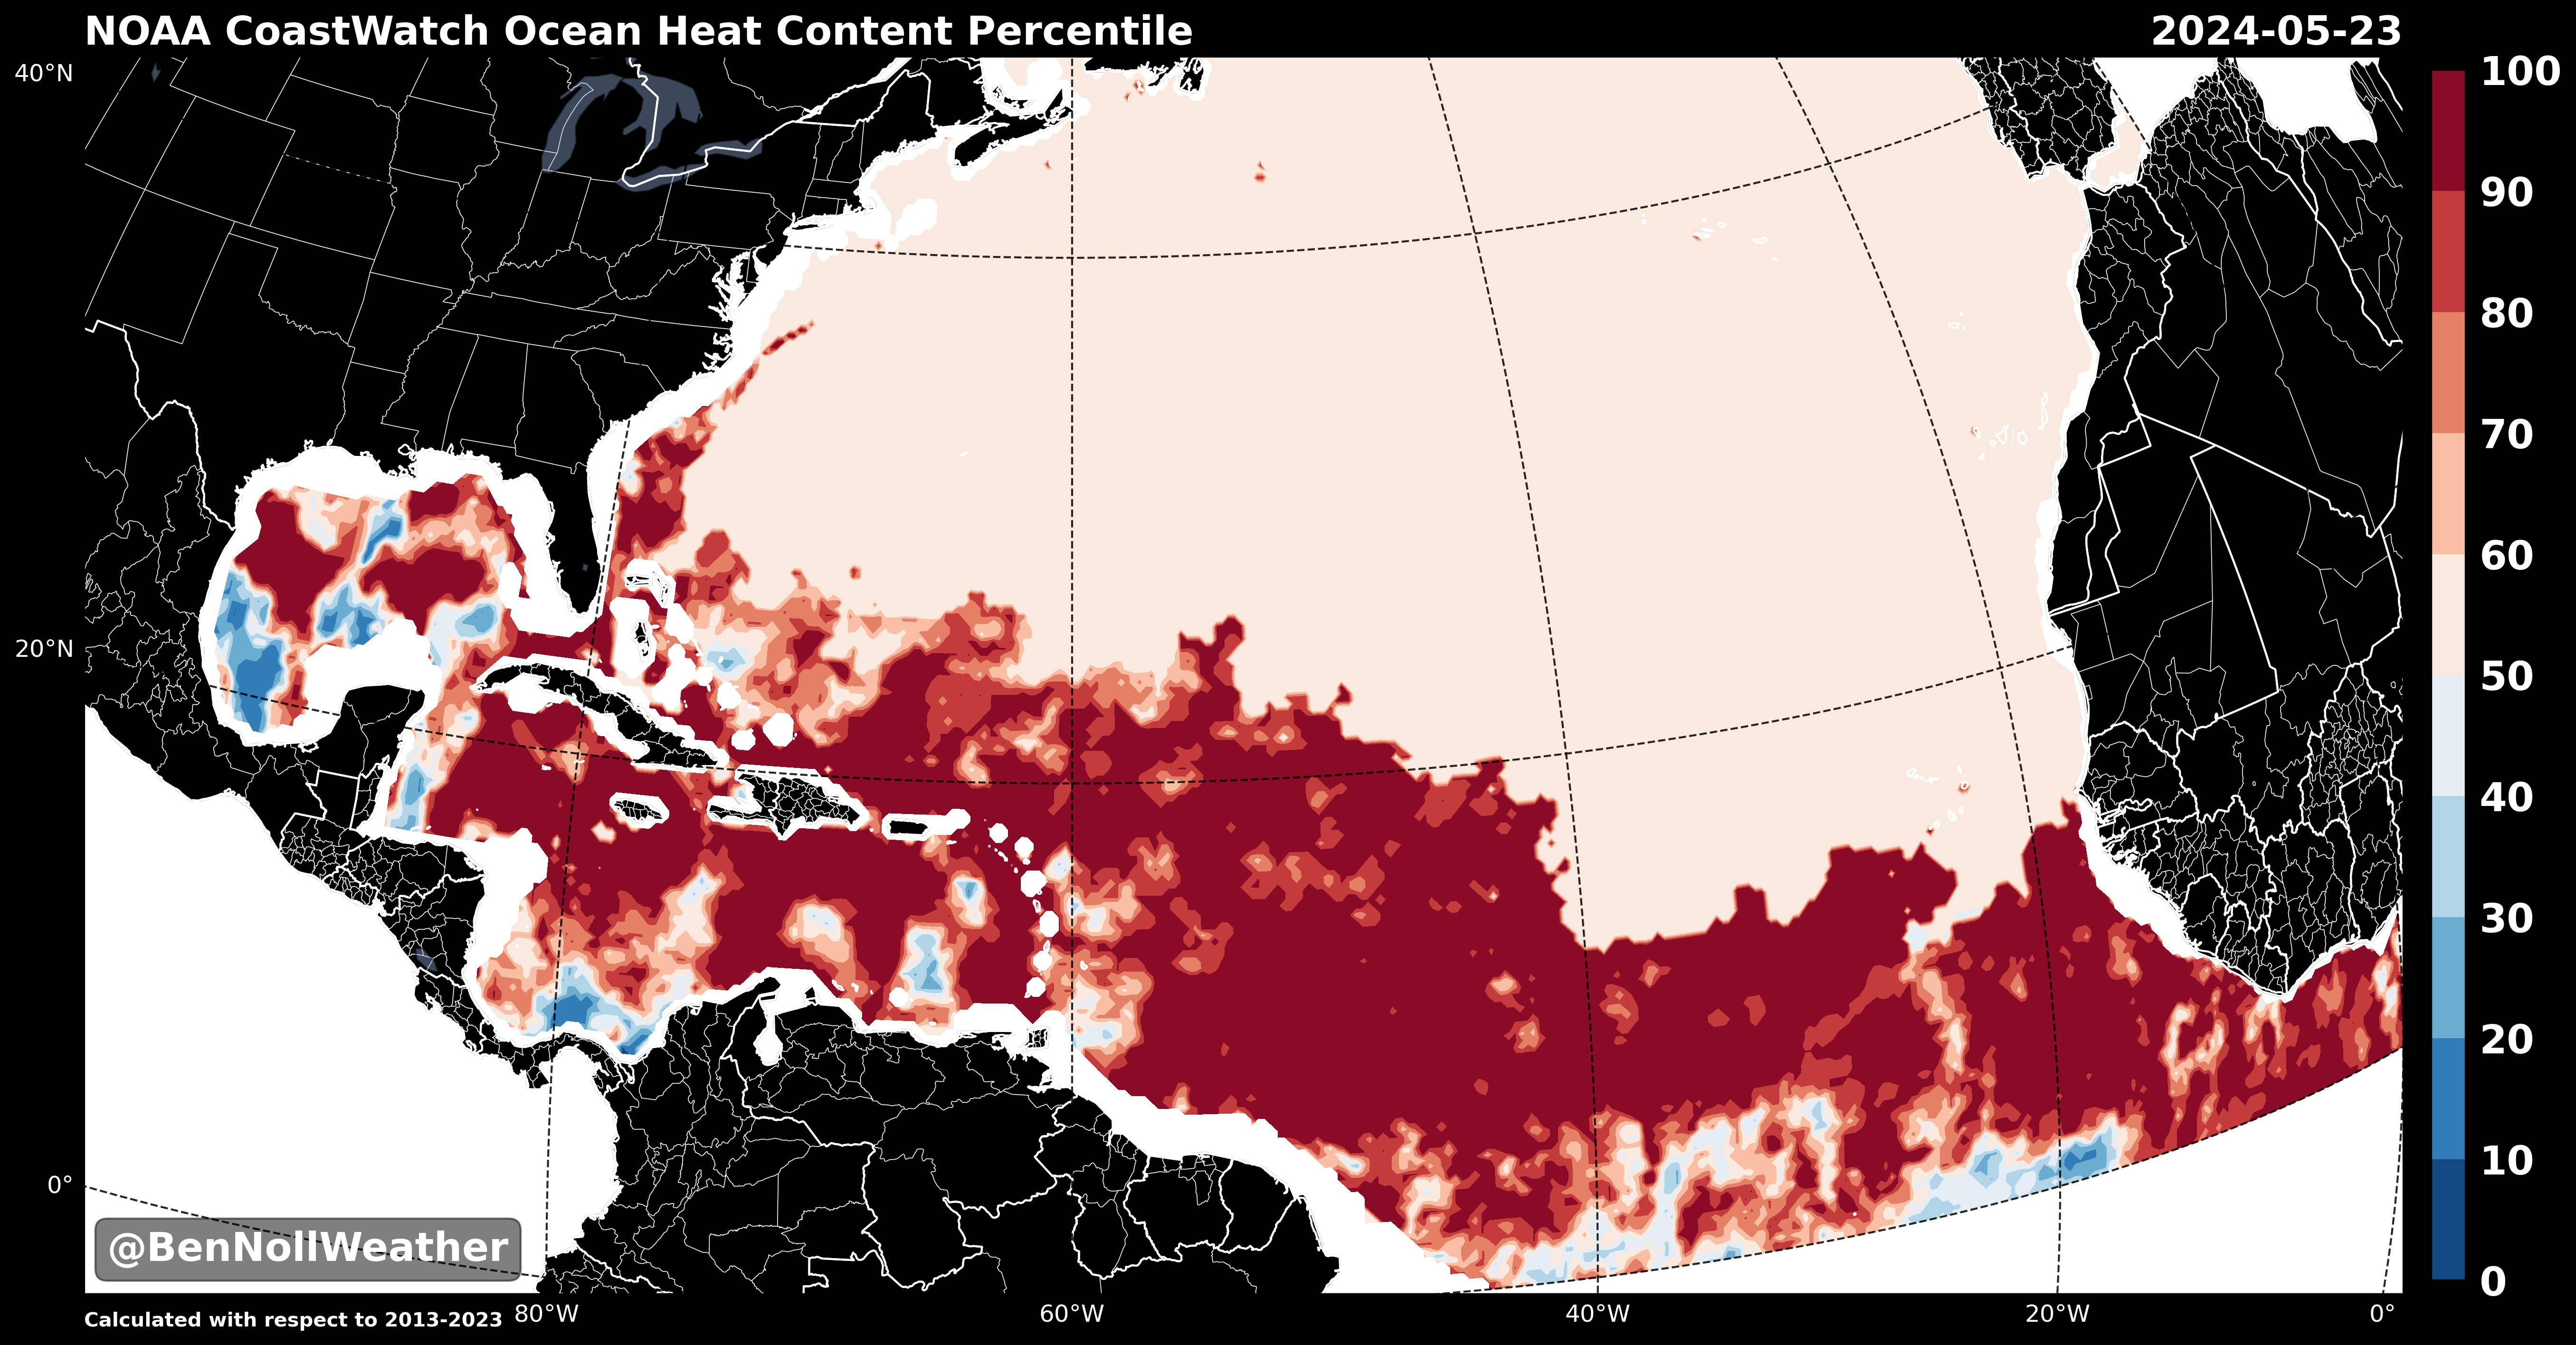 NOAA CoastWatch Ocean Heat Content Percentile
2024-05-23
40°N
20°N
0°
100
90
80
70
60
50
40
30
20
10
0
@BenNollWeather
Calculated with respect to 2013-2023
80°W
60°W
40°W
20°W
0°